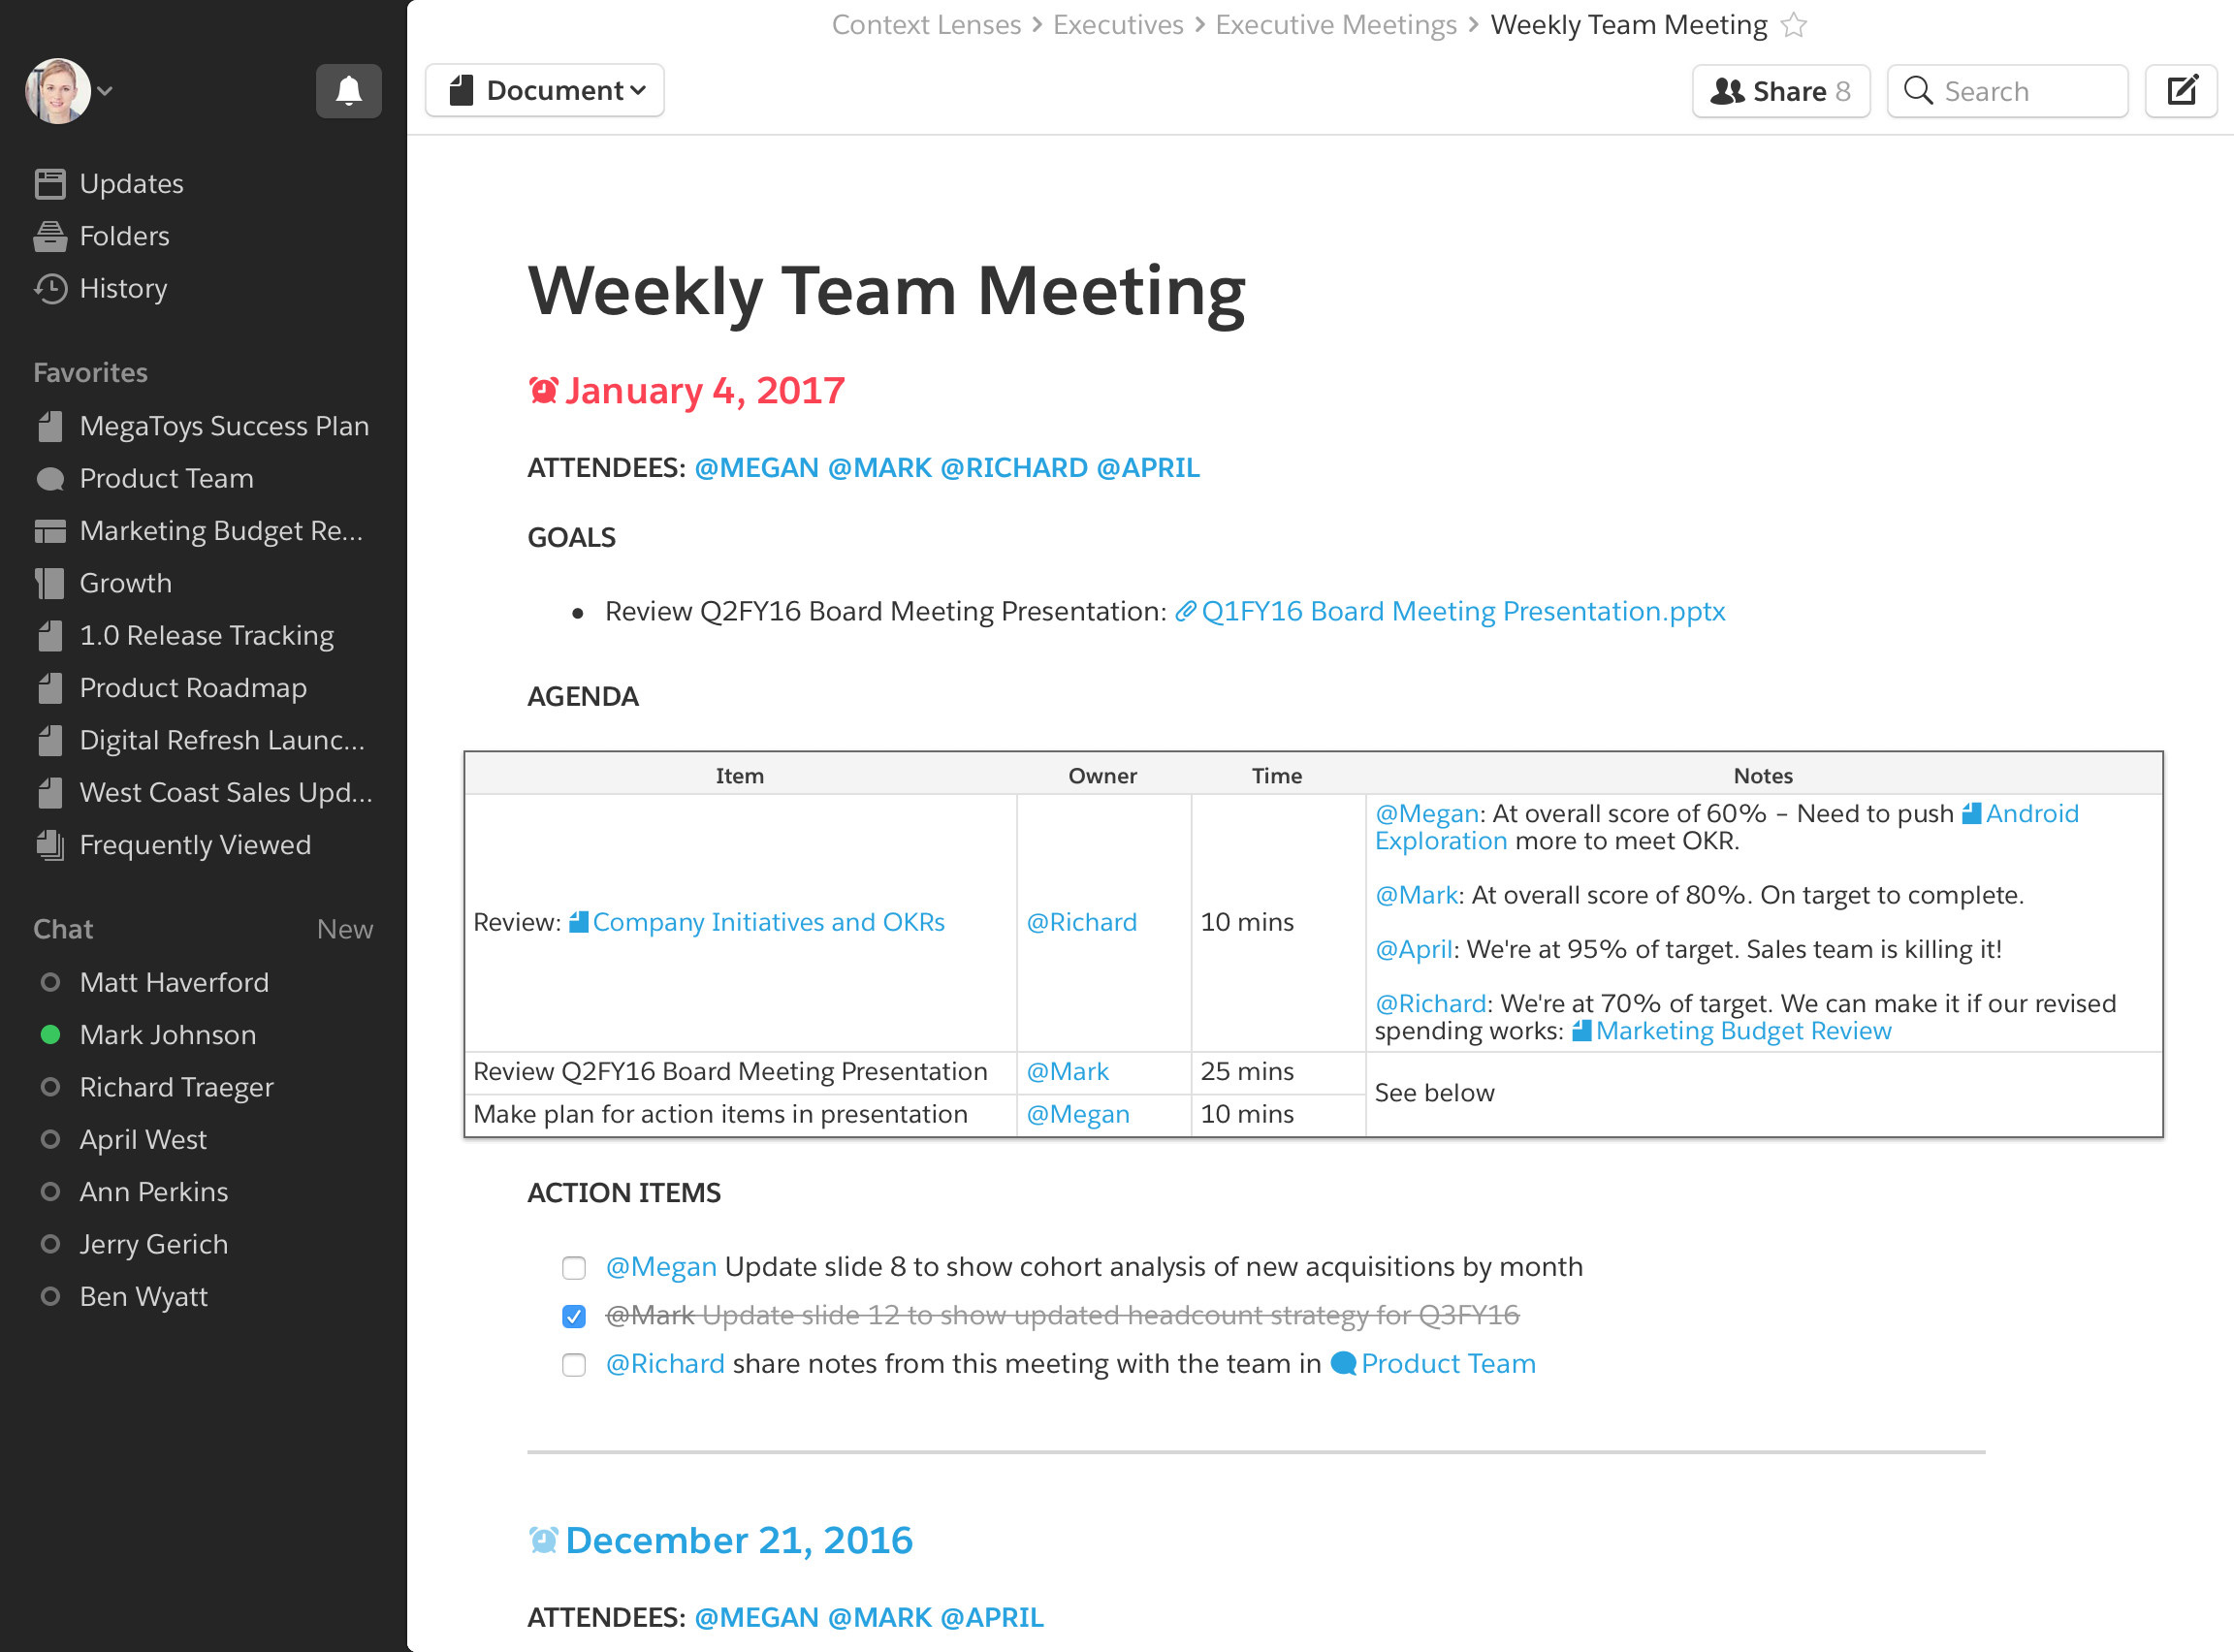 Context Lenses > Executives > Executive Meetings > Weekly Team Meeting
Document
Share 8
Search
Updates
Folders
History
Favorites
MegaToys Success Plan
Product Team
Marketing Budget Re...
Growth
1.0 Release Tracking
Product Roadmap
Digital Refresh Launc...
West Coast Sales Upd...
Frequently Viewed
Chat New
Matt Haverford
Mark Johnson
Richard Traeger
April West
Ann Perkins
Jerry Gerich
Ben Wyatt
Weekly Team Meeting
January 4, 2017
ATTENDEES: @MEGAN @MARK @RICHARD @APRIL
GOALS
• Review Q2FY16 Board Meeting Presentation: Q1FY16 Board Meeting Presentation.pptx
AGENDA
Item Owner Time Notes
Review: Company Initiatives and OKRs @Richard 10 mins
@Megan: At overall score of 60% – Need to push Android
Exploration more to meet OKR.
@Mark: At overall score of 80%. On target to complete.
@April: We're at 95% of target. Sales team is killing it!
@Richard: We're at 70% of target. We can make it if our revised
spending works: Marketing Budget Review
Review Q2FY16 Board Meeting Presentation @Mark 25 mins
See below
Make plan for action items in presentation @Megan 10 mins
ACTION ITEMS
@Megan Update slide 8 to show cohort analysis of new acquisitions by month
@Mark Update slide 12 to show updated headcount strategy for Q3FY16
@Richard share notes from this meeting with the team in Product Team
December 21, 2016
ATTENDEES: @MEGAN @MARK @APRIL